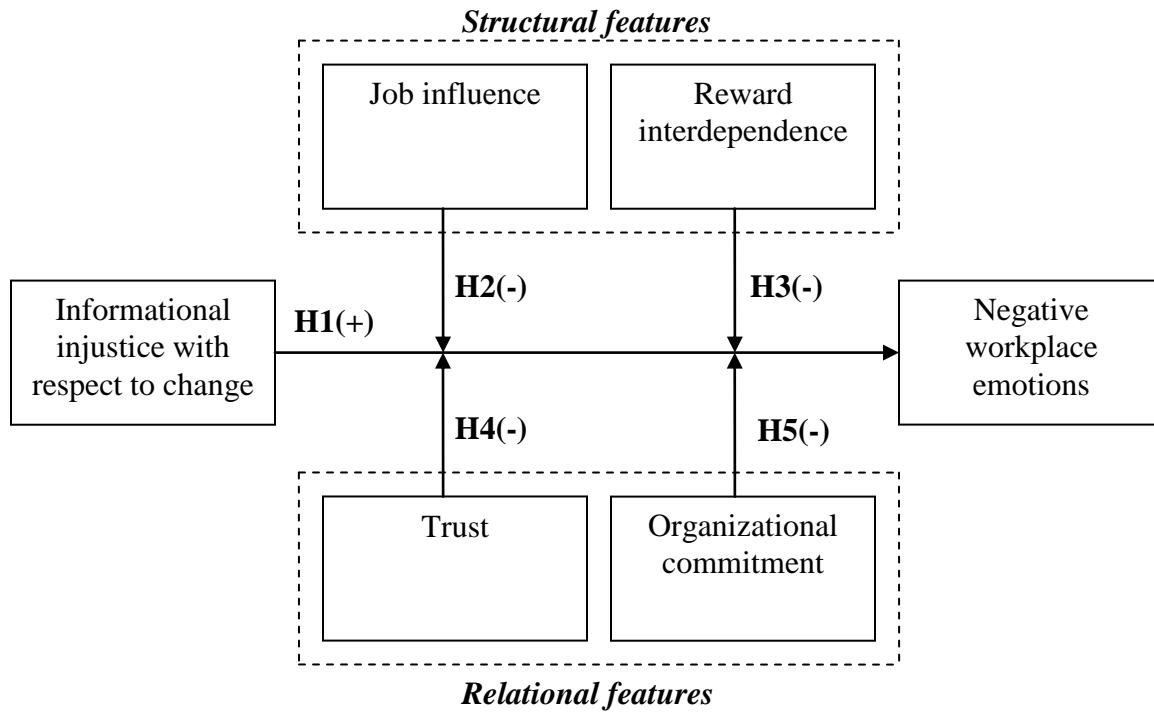 Structural features
Job influence
Reward
interdependence
H2(-)
H3(-)
Informational
injustice with
respect to change
H1(+)
Negative
workplace
emotions
H4(-)
H5(-)
Trust
Organizational
commitment
Relational features